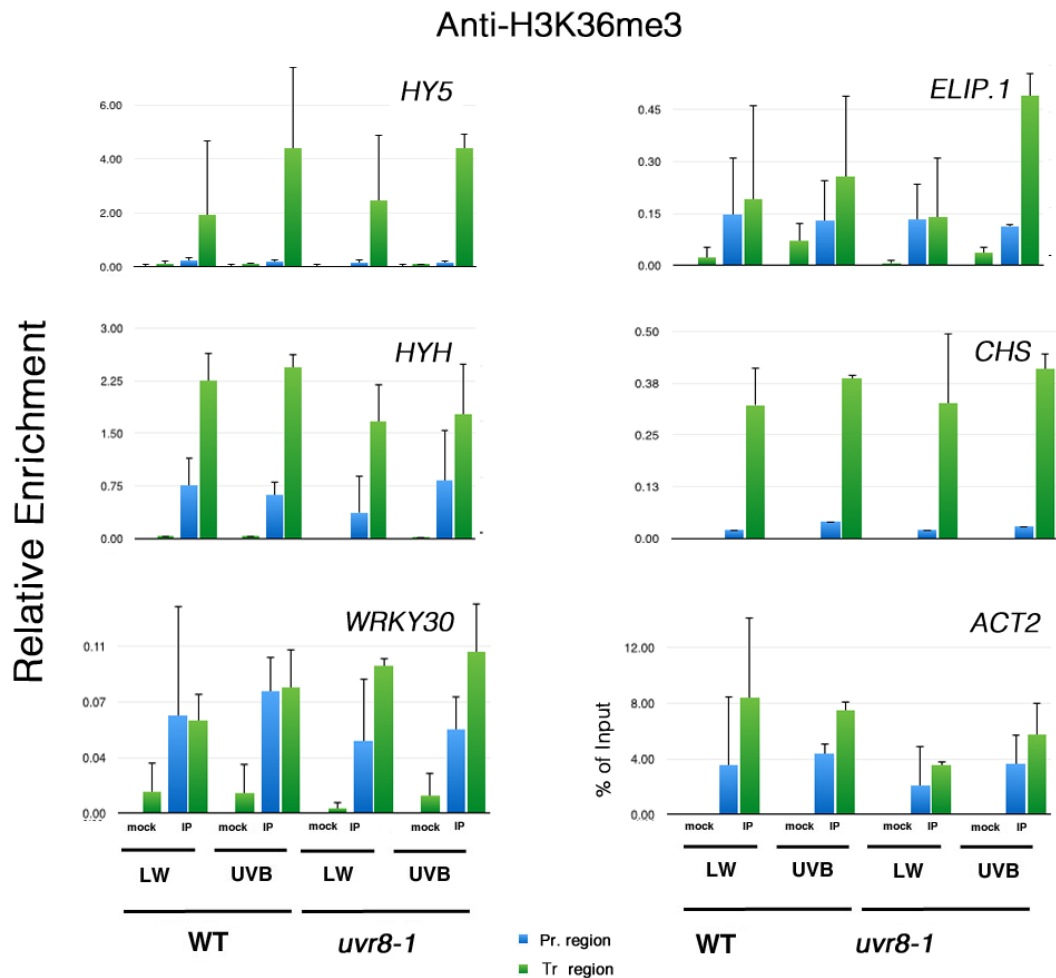 Anti-H3K36me3
Relative Enrichment
HY5
6.00
4.00
2.00
0.00
ELIP.1
0.45
0.30
0.15
0.00
HYH
3.00
2.25
1.50
0.75
0.00
CHS
0.50
0.38
0.25
0.13
0.00
WRKY30
0.11
0.07
0.04
0.00
mock IP mock IP mock IP mock IP
LW UVB LW UVB
WT uvr8-1
ACT2
% of Input
12.00
8.00
4.00
0.00
mock IP mock IP mock IP mock IP
LW UVB LW UVB
WT uvr8-1
Pr. region
Tr region